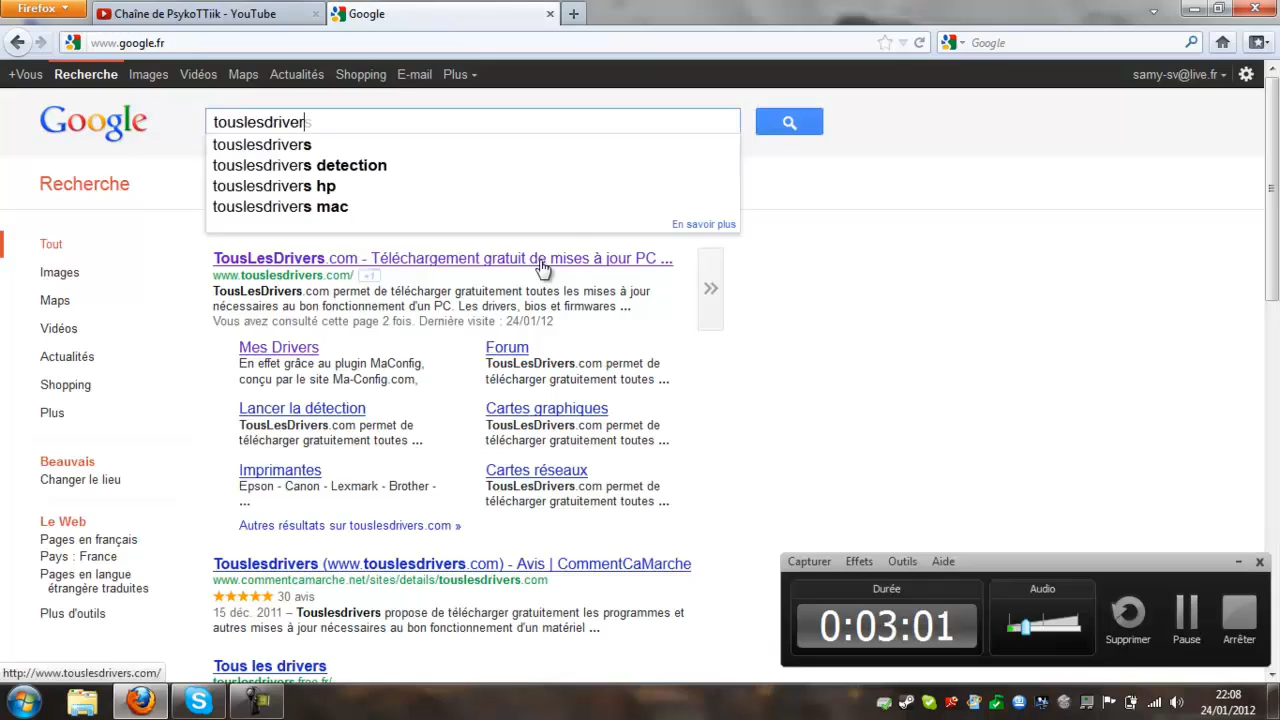 Firefox
Chaîne de PsykoTTiik - YouTube
Google
www.google.fr
Google
+Vous Recherche Images Vidéos Maps Actualités Shopping E-mail Plus
samy-sv@live.fr
Google
touslesdrivers
touslesdrivers
touslesdrivers detection
touslesdrivers hp
touslesdrivers mac
En savoir plus
Recherche
Tout
Images
Maps
Vidéos
Actualités
Shopping
Plus
Beauvais
Changer le lieu
Le Web
Pages en français
Pays : France
Pages en langue
étrangère traduites
Plus d'outils
TousLesDrivers.com - Téléchargement gratuit de mises à jour PC ...
www.touslesdrivers.com/ +1
TousLesDrivers.com permet de télécharger gratuitement toutes les mises à jour
nécessaires au bon fonctionnement d'un PC. Les drivers, bios et firmwares ...
Vous avez consulté cette page 2 fois. Dernière visite : 24/01/12
Mes Drivers
En effet grâce au plugin MaConfig,
conçu par le site Ma-Config.com,
Forum
TousLesDrivers.com permet de
télécharger gratuitement toutes ...
Lancer la détection
TousLesDrivers.com permet de
télécharger gratuitement toutes ...
Cartes graphiques
TousLesDrivers.com permet de
télécharger gratuitement toutes ...
Imprimantes
Epson - Canon - Lexmark - Brother -
...
Cartes réseaux
TousLesDrivers.com permet de
télécharger gratuitement toutes ...
Autres résultats sur touslesdrivers.com »
Touslesdrivers (www.touslesdrivers.com) - Avis | CommentCaMarche
www.commentcamarche.net/sites/details/touslesdrivers.com
30 avis
15 déc. 2011 – Touslesdrivers propose de télécharger gratuitement les programmes et
autres mises à jour nécessaires au bon fonctionnement d'un matériel ...
Tous les drivers
touslesdrivers.free.fr/
http://www.touslesdrivers.com/
Capturer Effets Outils Aide
Durée
0:03:01
Audio
Supprimer
Pause
Arrêter
22:08
24/01/2012